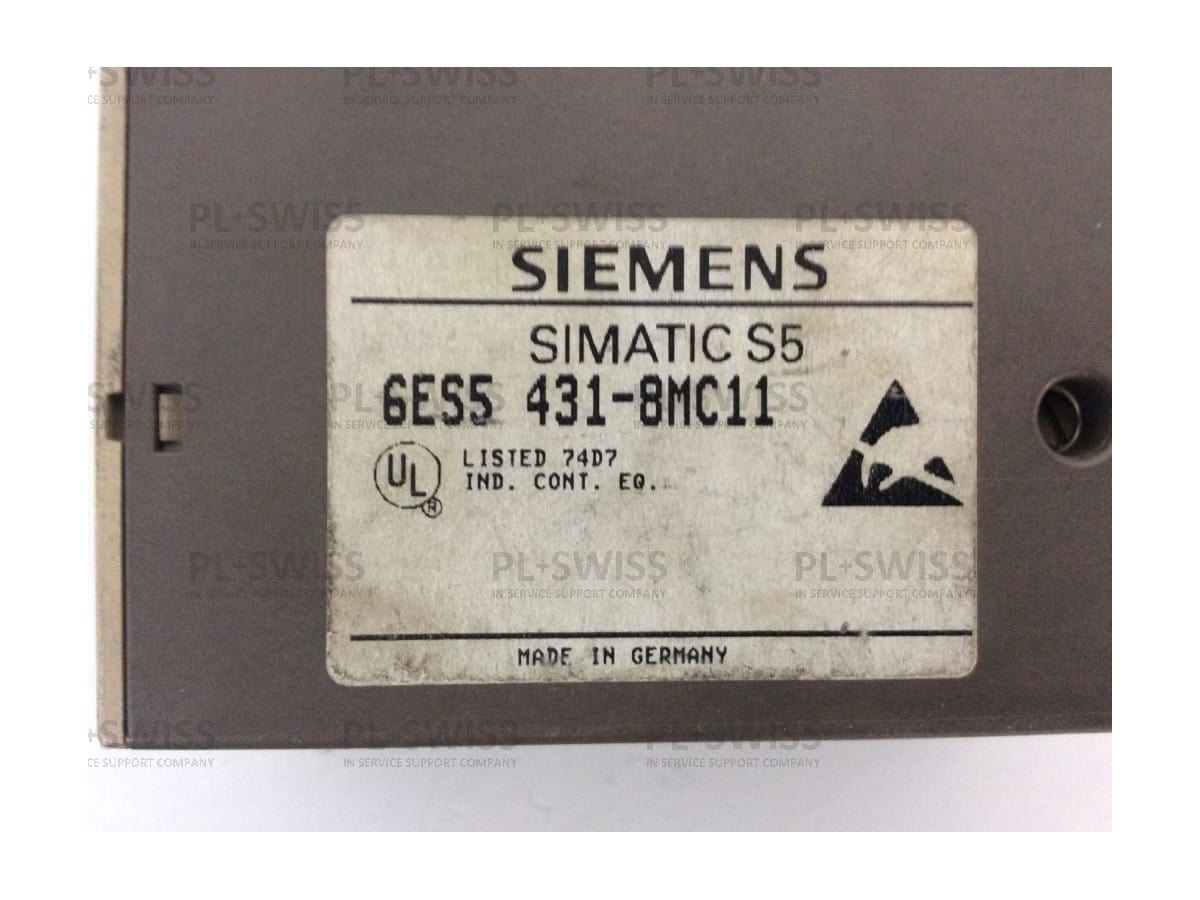 SIEMENS
SIMATIC S5
6ES5 431-8MC11
UL
®
LISTED 74D7
IND. CONT. EQ.
MADE IN GERMANY
PL+SWISS
IN SERVICE SUPPORT COMPANY